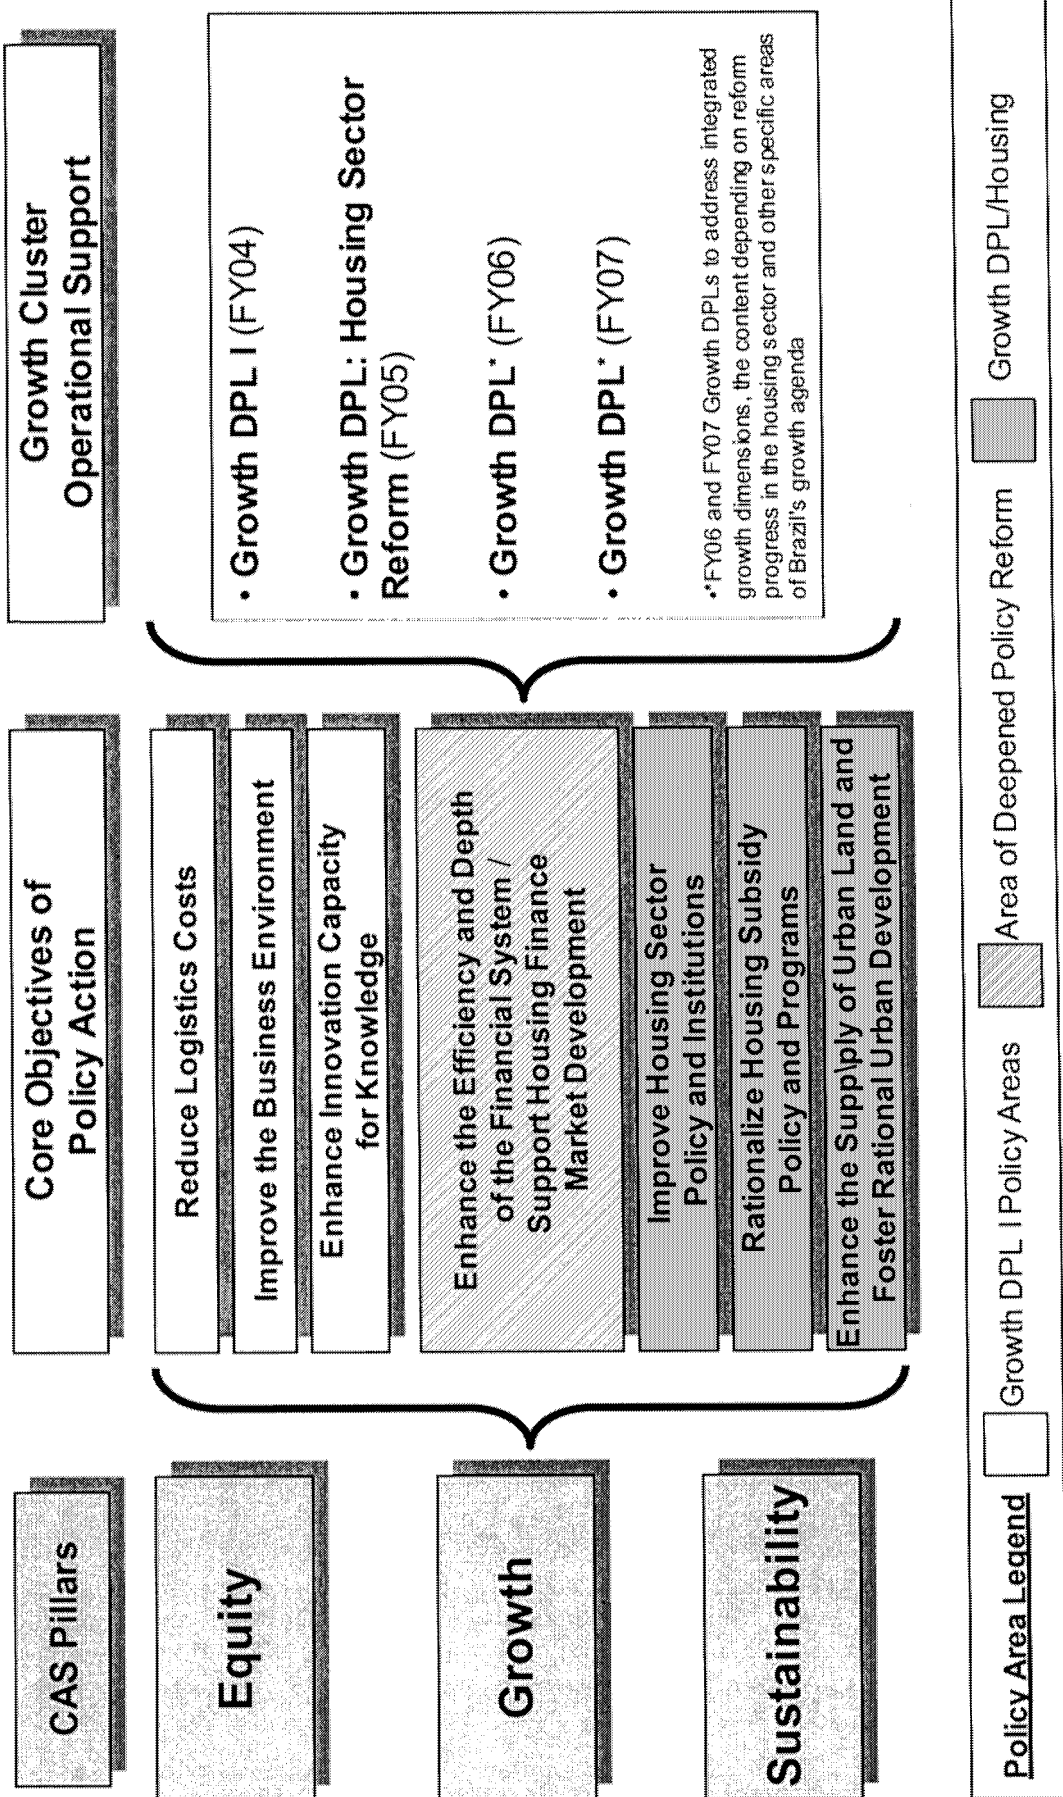 CAS Pillars
Equity
Growth
Sustainability
Core Objectives of
Policy Action
Reduce Logistics Costs
Improve the Business Environment
Enhance Innovation Capacity
for Knowledge
Enhance the Efficiency and Depth
of the Financial System /
Support Housing Finance
Market Development
Improve Housing Sector
Policy and Institutions
Rationalize Housing Subsidy
Policy and Programs
Enhance the Supp\ply of Urban Land and
Foster Rational Urban Development
Growth Cluster
Operational Support
• Growth DPL I (FY04)
• Growth DPL: Housing Sector
Reform (FY05)
• Growth DPL* (FY06)
• Growth DPL* (FY07)
•*FY06 and FY07 Growth DPLs to address integrated
growth dimensions, the content depending on reform
progress in the housing sector and other specific areas
of Brazil's growth agenda
Policy Area Legend
Growth DPL I Policy Areas
Area of Deepened Policy Reform
Growth DPL/Housing